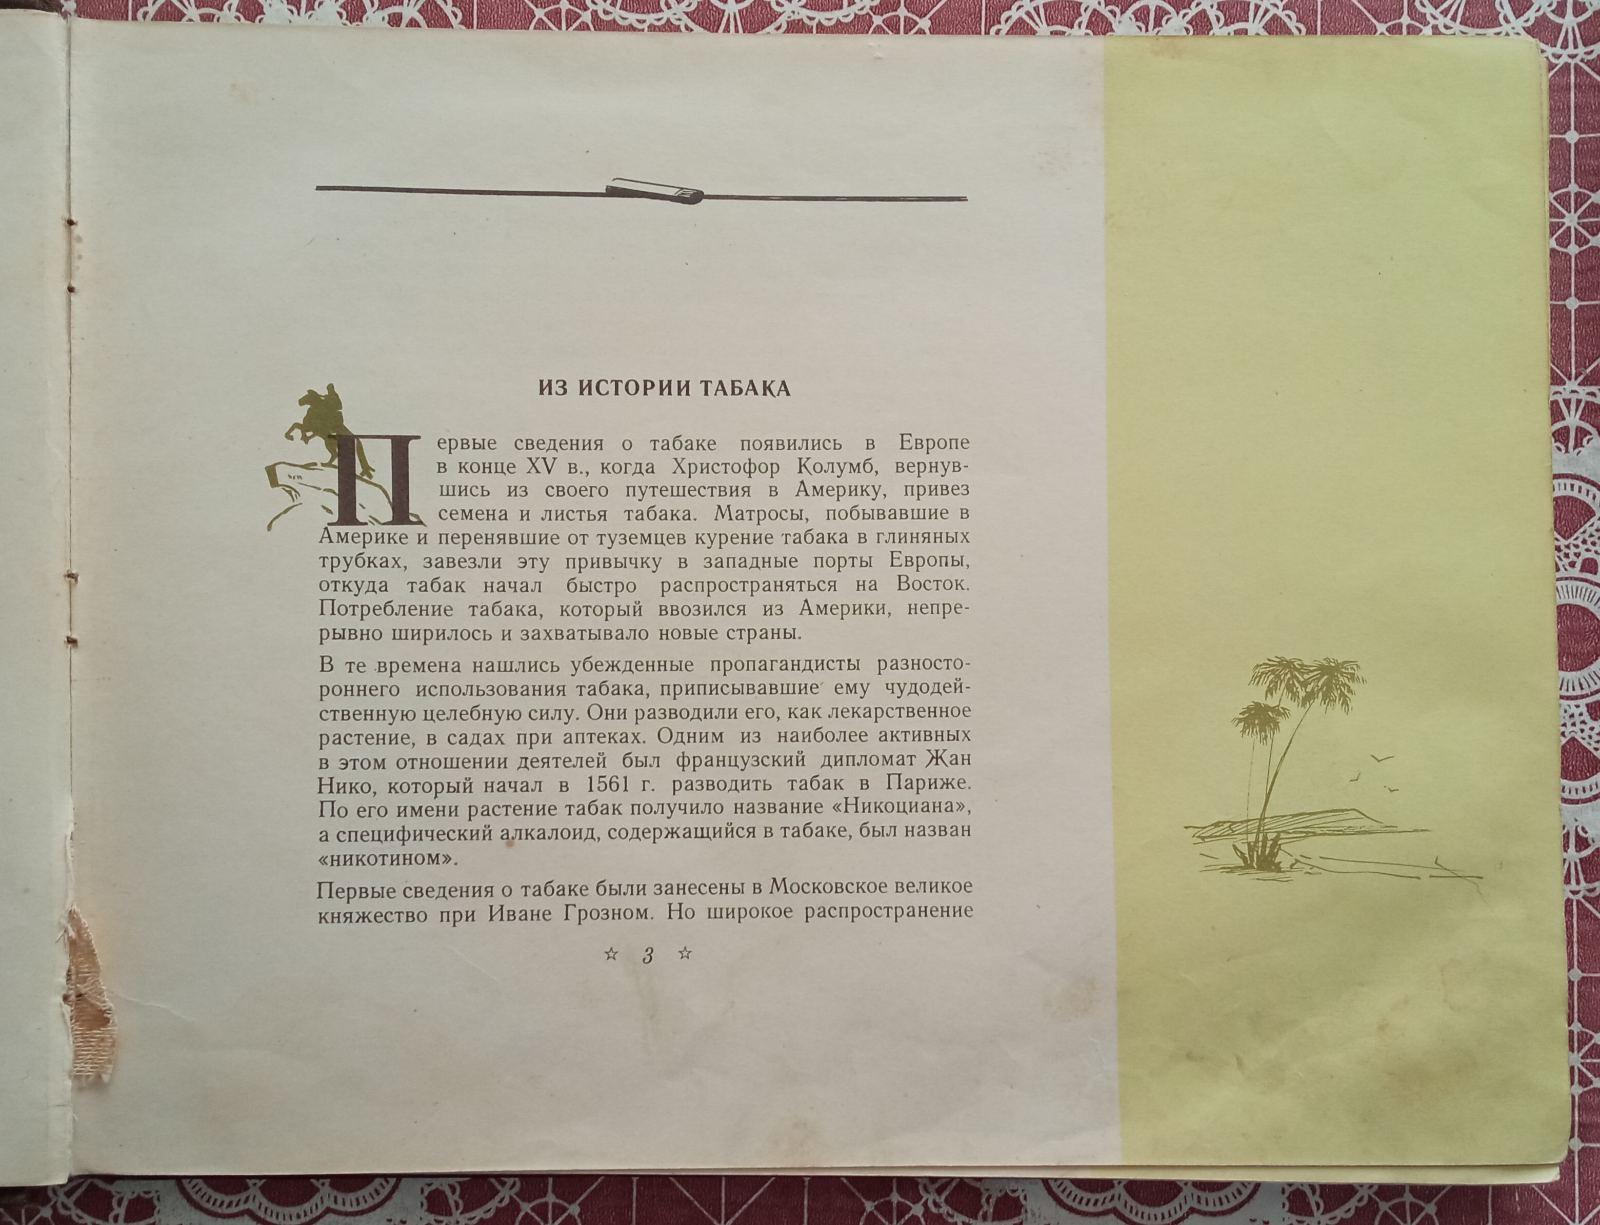 ИЗ ИСТОРИИ ТАБАКА
Первые сведения о табаке появились в Европе
в конце XV в., когда Христофор Колумб, вернув-
шись из своего путешествия в Америку, привез
семена и листья табака. Матросы, побывавшие в
Америке и перенявшие от туземцев курение табака в глиняных
трубках, завезли эту привычку в западные порты Европы,
откуда табак начал быстро распространяться на Восток.
Потребление табака, который ввозился из Америки, непре-
рывно ширилось и захватывало новые страны.
В те времена нашлись убежденные пропагандисты разносто-
роннего использования табака, приписывавшие ему чудодей-
ственную целебную силу. Они разводили его, как лекарственное
растение, в садах при аптеках. Одним из наиболее активных
в этом отношении деятелей был французский дипломат Жан
Нико, который начал в 1561 г. разводить табак в Париже.
По его имени растение табак получило название «Никоциана»,
а специфический алкалоид, содержащийся в табаке, был назван
«никотином».
Первые сведения о табаке были занесены в Московское великое
княжество при Иване Грозном. Но широкое распространение
☆ 3 ☆